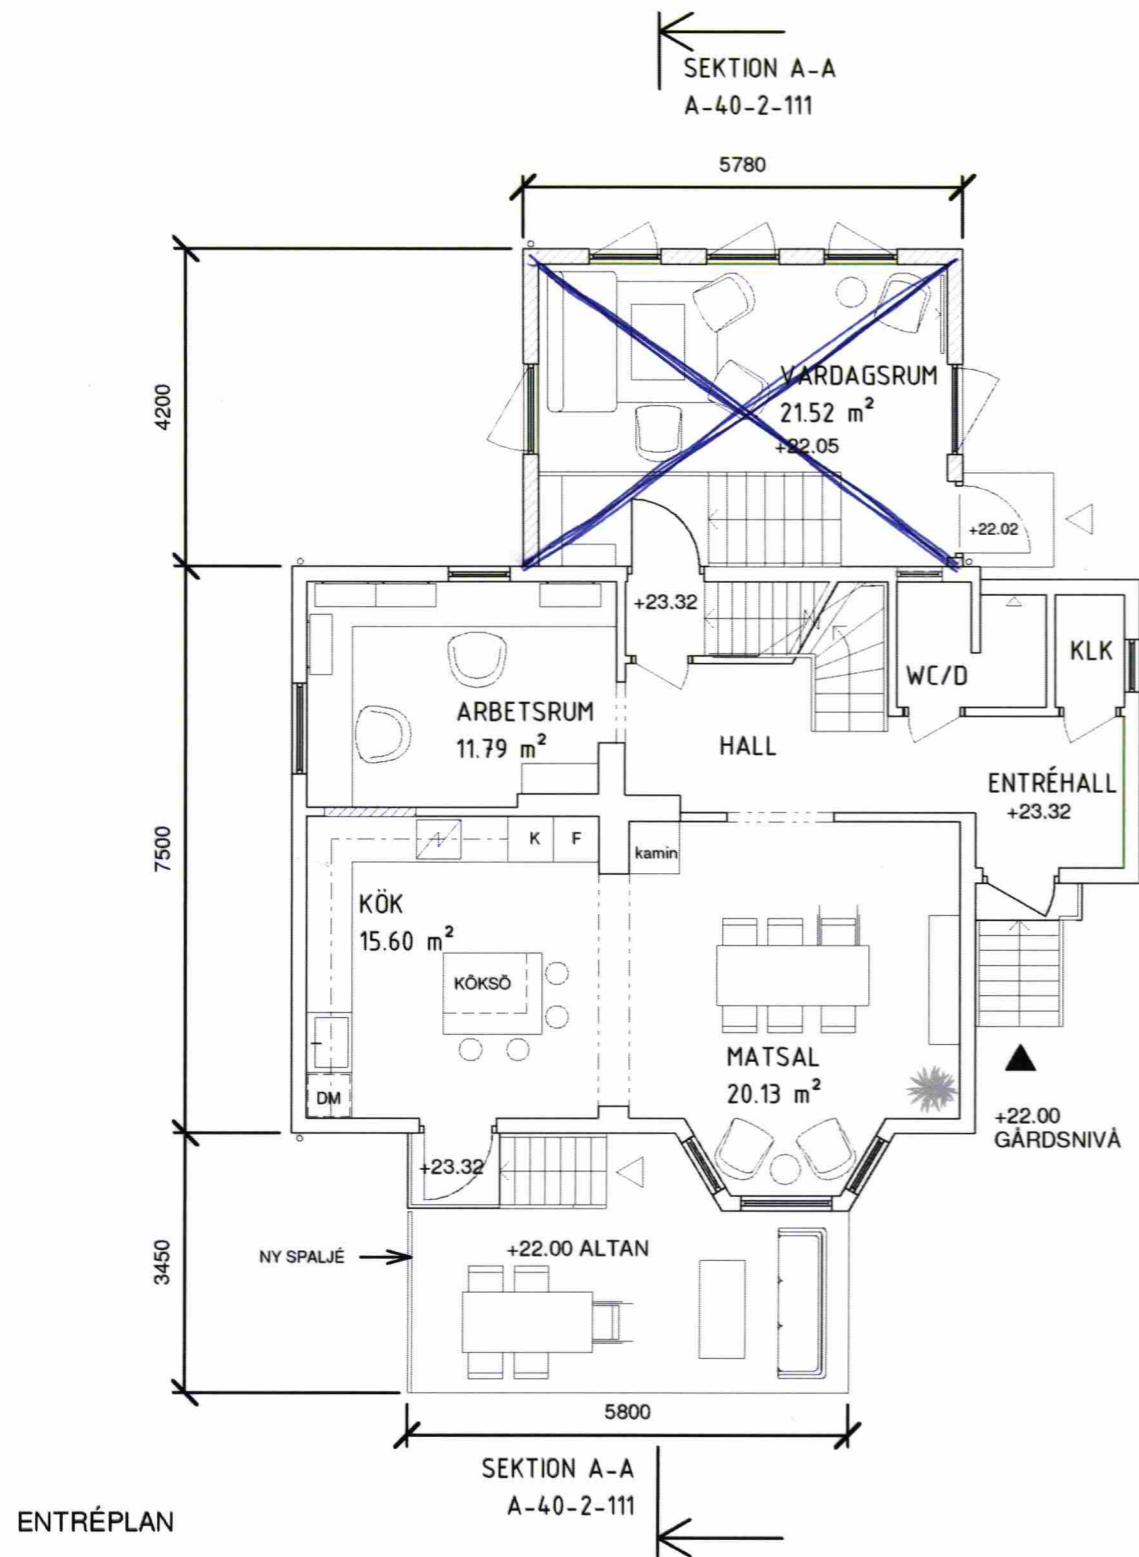 SEKTION A-A
A-40-2-111
5780
4200
VARDAGSRUM
21.52 m²
+22.05
+22.02
+23.32
WC/D
KLK
ARBETSRUM
11.79 m²
HALL
ENTRÉHALL
+23.32
7500
K F
kamin
KÖK
15.60 m²
KÖKSÖ
MATSAL
20.13 m²
DM
+22.00
GÅRDSNIVÅ
+23.32
3450
NY SPALJÉ
+22.00 ALTAN
5800
SEKTION A-A
A-40-2-111
ENTRÉPLAN